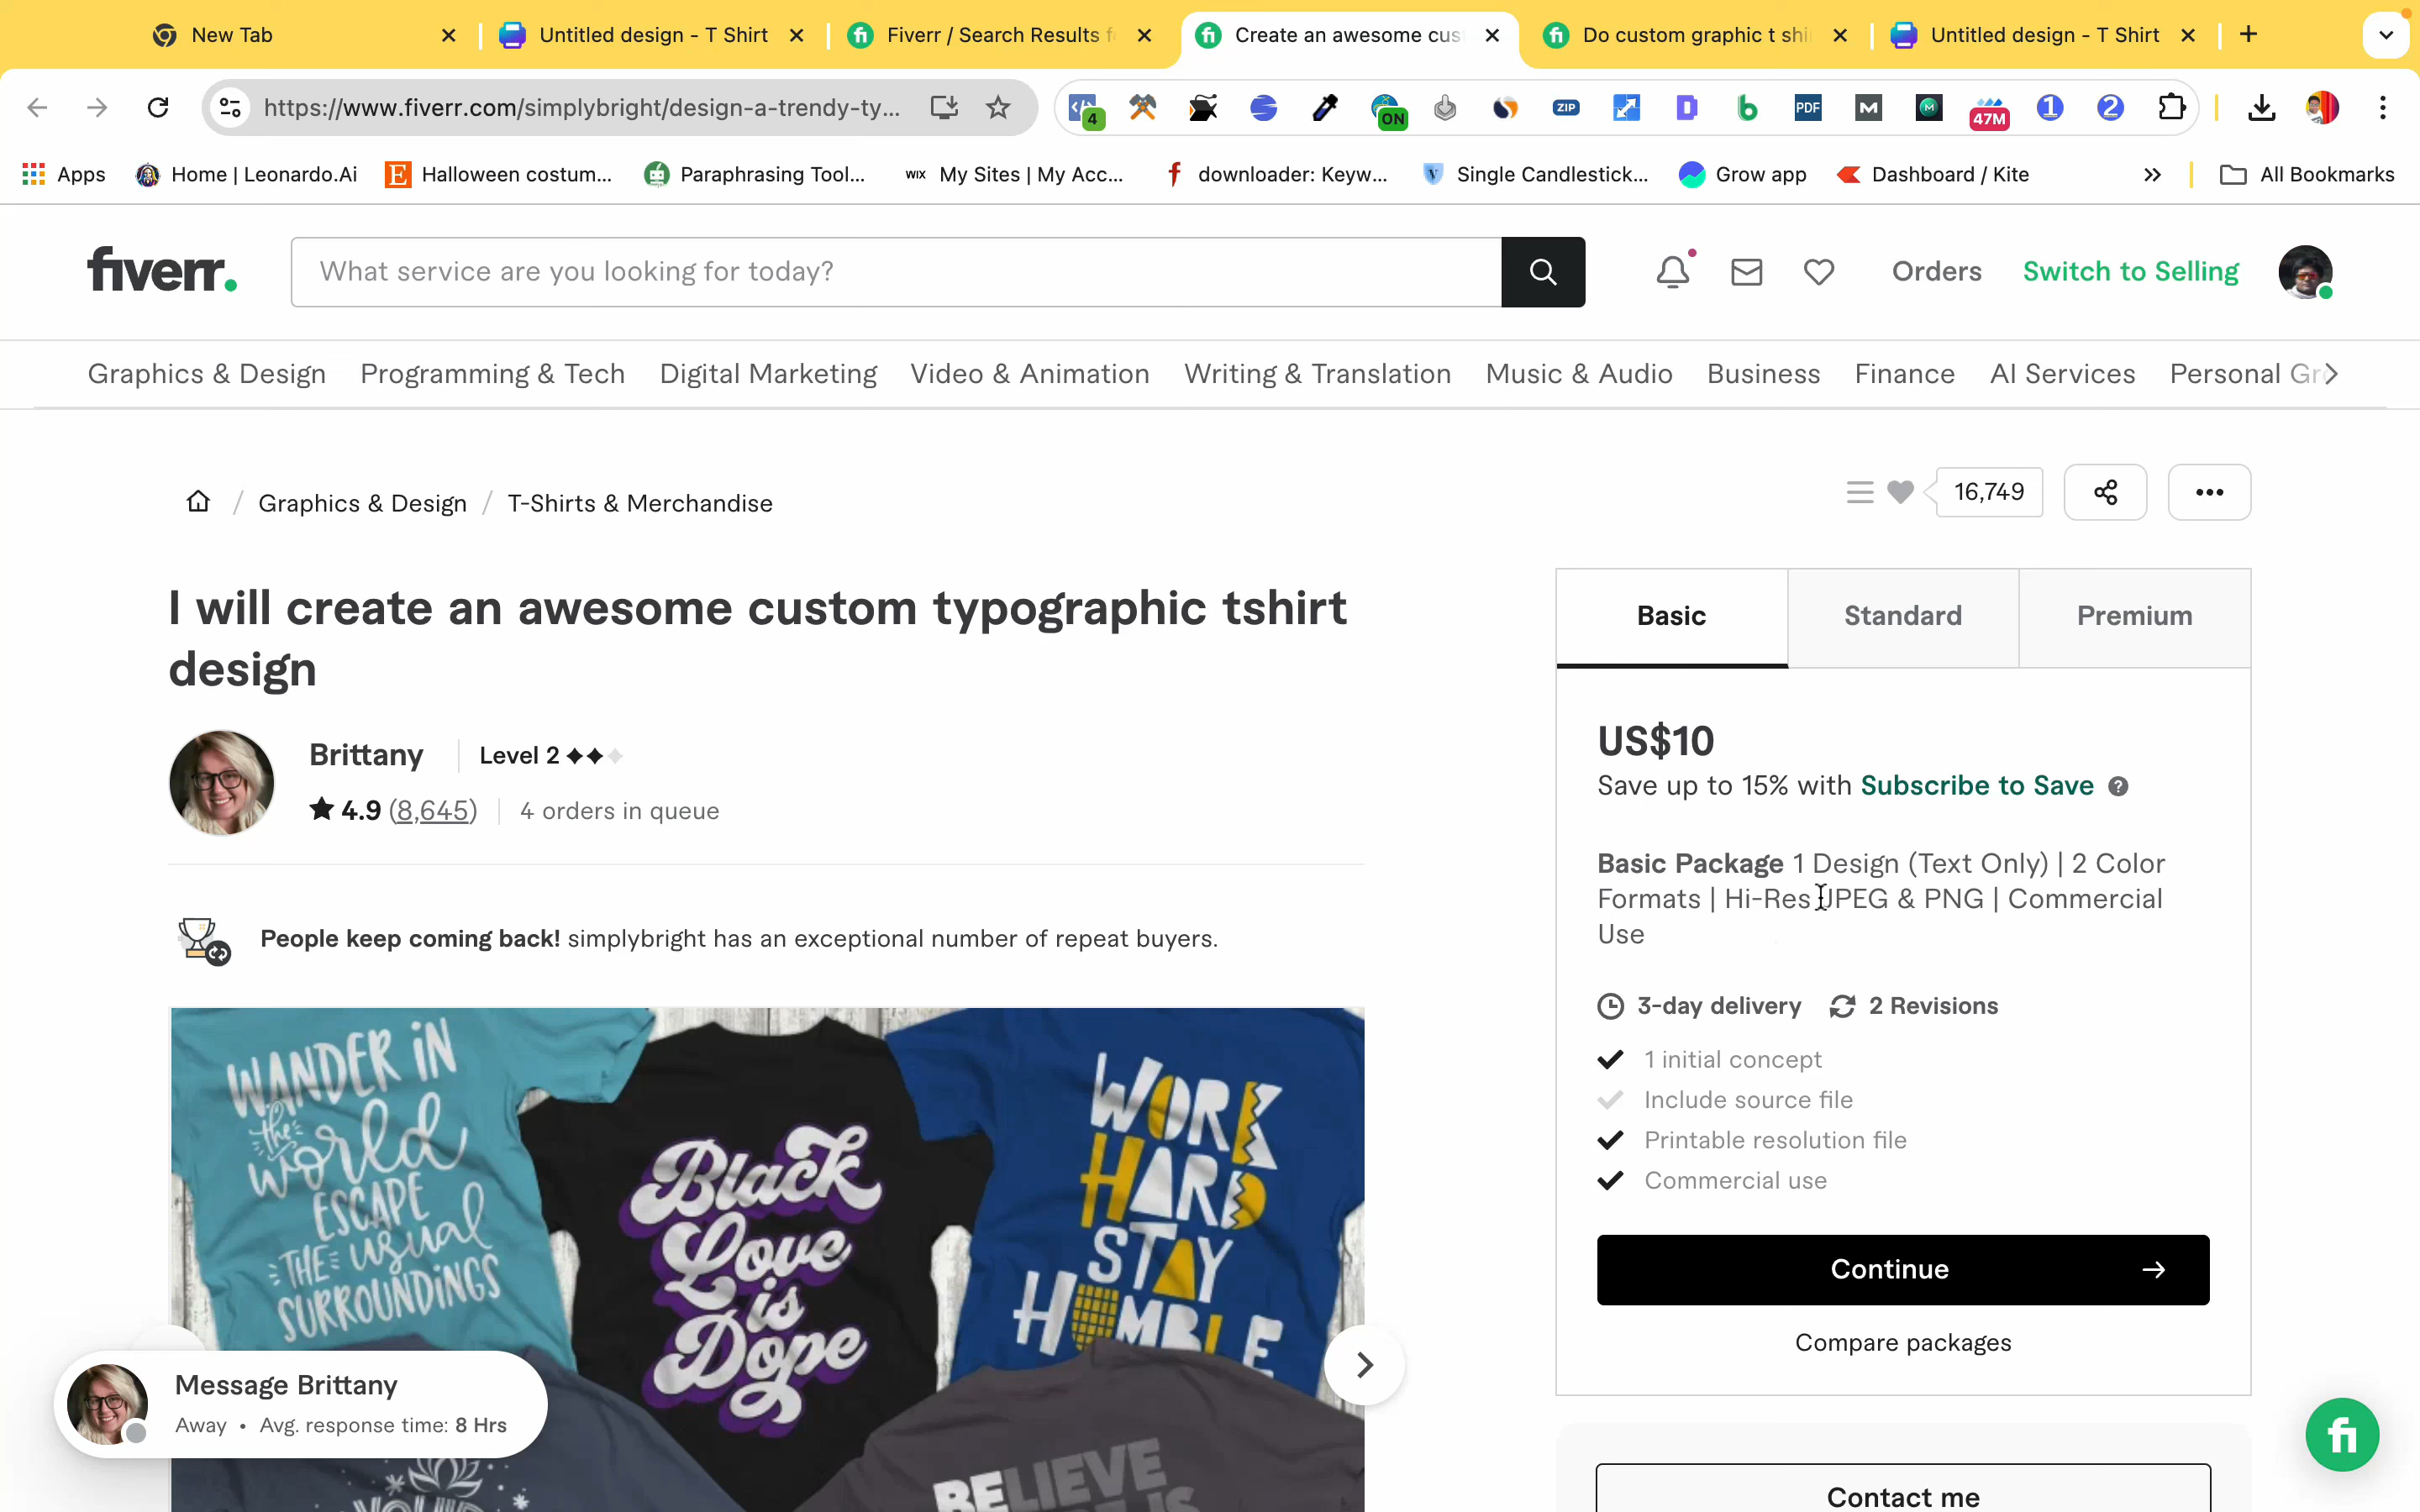 New Tab
Untitled design - T Shirt
Fiverr / Search Results f
Create an awesome cus
Do custom graphic t shi
Untitled design - T Shirt
https://www.fiverr.com/simplybright/design-a-trendy-ty...
4
ON
ZIP
PDF
47M
1
2
Apps
Home | Leonardo.Ai
Halloween costum...
Paraphrasing Tool...
WIX My Sites | My Acc...
downloader: Keyw...
Single Candlestick...
Grow app
Dashboard / Kite
All Bookmarks
fiverr.
What service are you looking for today?
Orders
Switch to Selling
Graphics & Design
Programming & Tech
Digital Marketing
Video & Animation
Writing & Translation
Music & Audio
Business
Finance
AI Services
Personal Gr
Graphics & Design / T-Shirts & Merchandise
16,749
I will create an awesome custom typographic tshirt
design
Brittany
Level 2
4.9 (8,645)
4 orders in queue
People keep coming back! simplybright has an exceptional number of repeat buyers.
WANDER IN
the
world
ESCAPE
THE usual
SURROUNDINGS
Black
Love
is
Dope
WORK
HARD
STAY
HUMBLE
BELIEVE
Message Brittany
Away • Avg. response time: 8 Hrs
Basic
Standard
Premium
US$10
Save up to 15% with Subscribe to Save
Basic Package 1 Design (Text Only) | 2 Color
Formats | Hi-Res JPEG & PNG | Commercial
Use
3-day delivery
2 Revisions
1 initial concept
Include source file
Printable resolution file
Commercial use
Continue
Compare packages
Contact me
fi